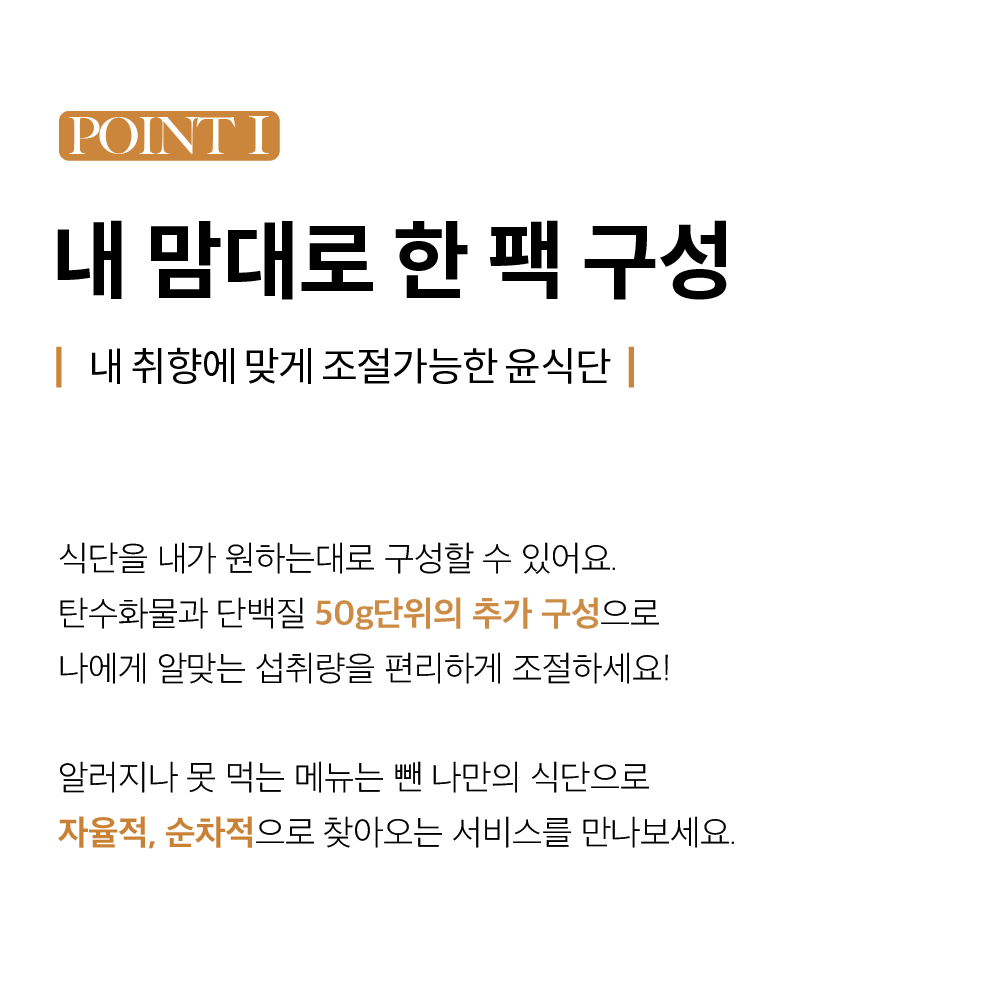 POINT I
내 맘대로 한 팩 구성
내 취향에 맞게 조절가능한 윤식단
식단을 내가 원하는대로 구성할 수 있어요.
탄수화물과 단백질 50g단위의 추가 구성으로
나에게 알맞는 섭취량을 편리하게 조절하세요!
알러지나 못 먹는 메뉴는 뺀 나만의 식단으로
자율적, 순차적으로 찾아오는 서비스를 만나보세요.